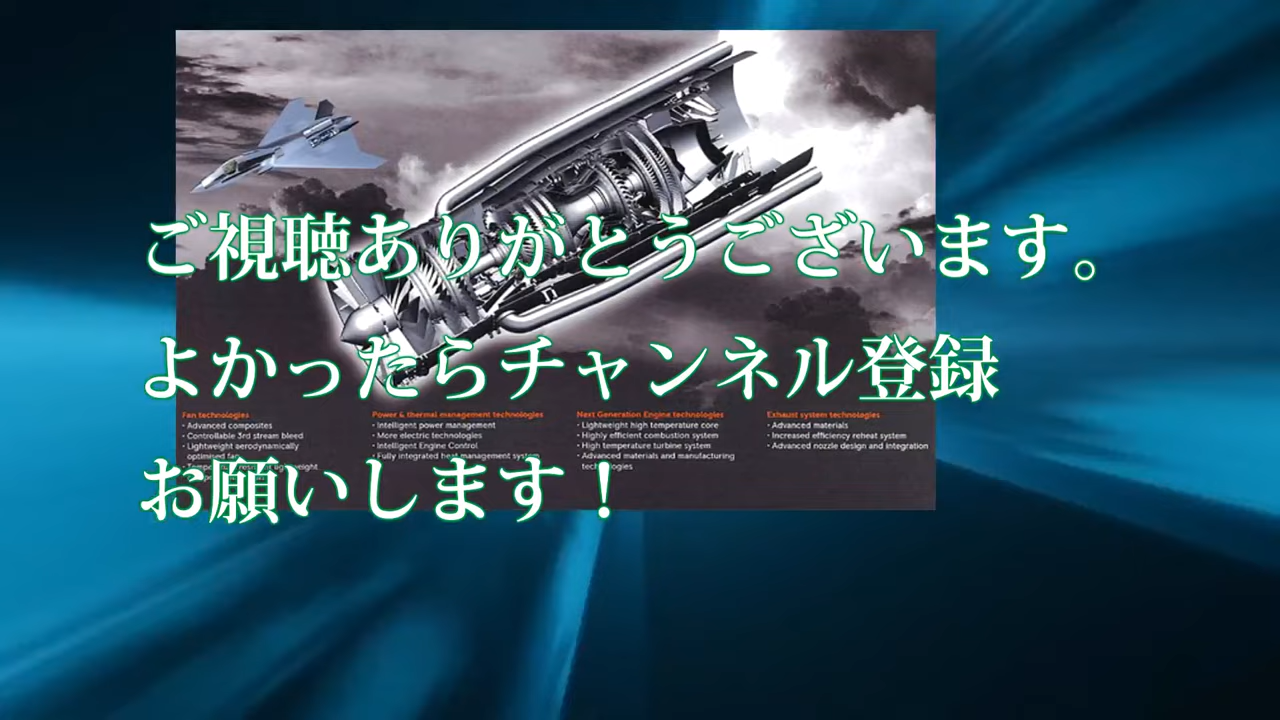 ご視聴ありがとうございます。
よかったらチャンネル登録
お願いします！
Fan technologies
· Advanced composites
· Controllable 3rd stream bleed
· Lightweight aerodynamically
optimised fan
Power & thermal management technologies
· Intelligent power management
· More electric technologies
· Intelligent Engine Control
· Fully integrated heat management system
Next Generation Engine technologies
· Lightweight high temperature core
· Highly efficient combustion system
· High temperature turbine system
· Advanced materials and manufacturing
technologies
Exhaust system technologies
· Advanced materials
· Increased efficiency reheat system
· Advanced nozzle design and integration